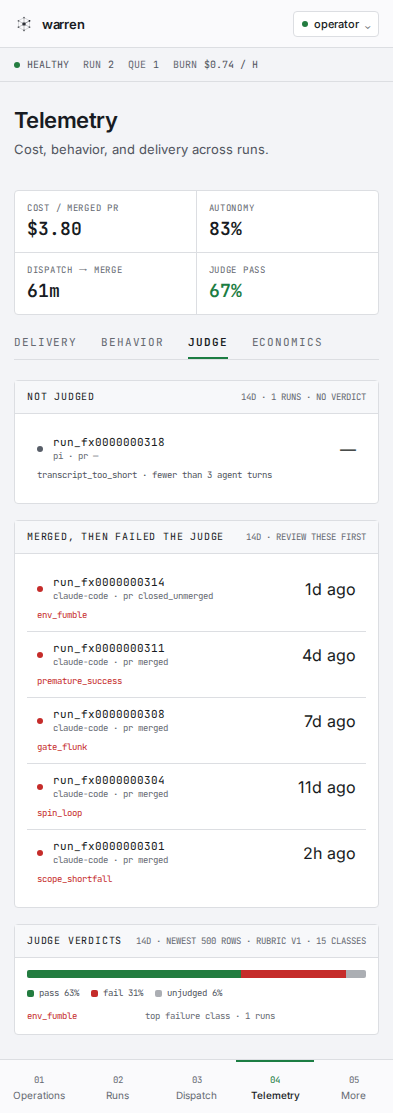 warren
operator
HEALTHY RUN 2 QUE 1 BURN $0.74 / H
Telemetry
Cost, behavior, and delivery across runs.
COST / MERGED PR
$3.80
AUTONOMY
83%
DISPATCH → MERGE
61m
JUDGE PASS
67%
DELIVERY BEHAVIOR JUDGE ECONOMICS
NOT JUDGED 14D · 1 RUNS · NO VERDICT
run_fx0000000318 —
pi · pr —
transcript_too_short · fewer than 3 agent turns
MERGED, THEN FAILED THE JUDGE 14D · REVIEW THESE FIRST
run_fx0000000314 1d ago
claude-code · pr closed_unmerged
env_fumble
run_fx0000000311 4d ago
claude-code · pr merged
premature_success
run_fx0000000308 7d ago
claude-code · pr merged
gate_flunk
run_fx0000000304 11d ago
claude-code · pr merged
spin_loop
run_fx0000000301 2h ago
claude-code · pr merged
scope_shortfall
JUDGE VERDICTS 14D · NEWEST 500 ROWS · RUBRIC V1 · 15 CLASSES
pass 63% fail 31% unjudged 6%
env_fumble top failure class · 1 runs
01 02 03 04 05
Operations Runs Dispatch Telemetry More